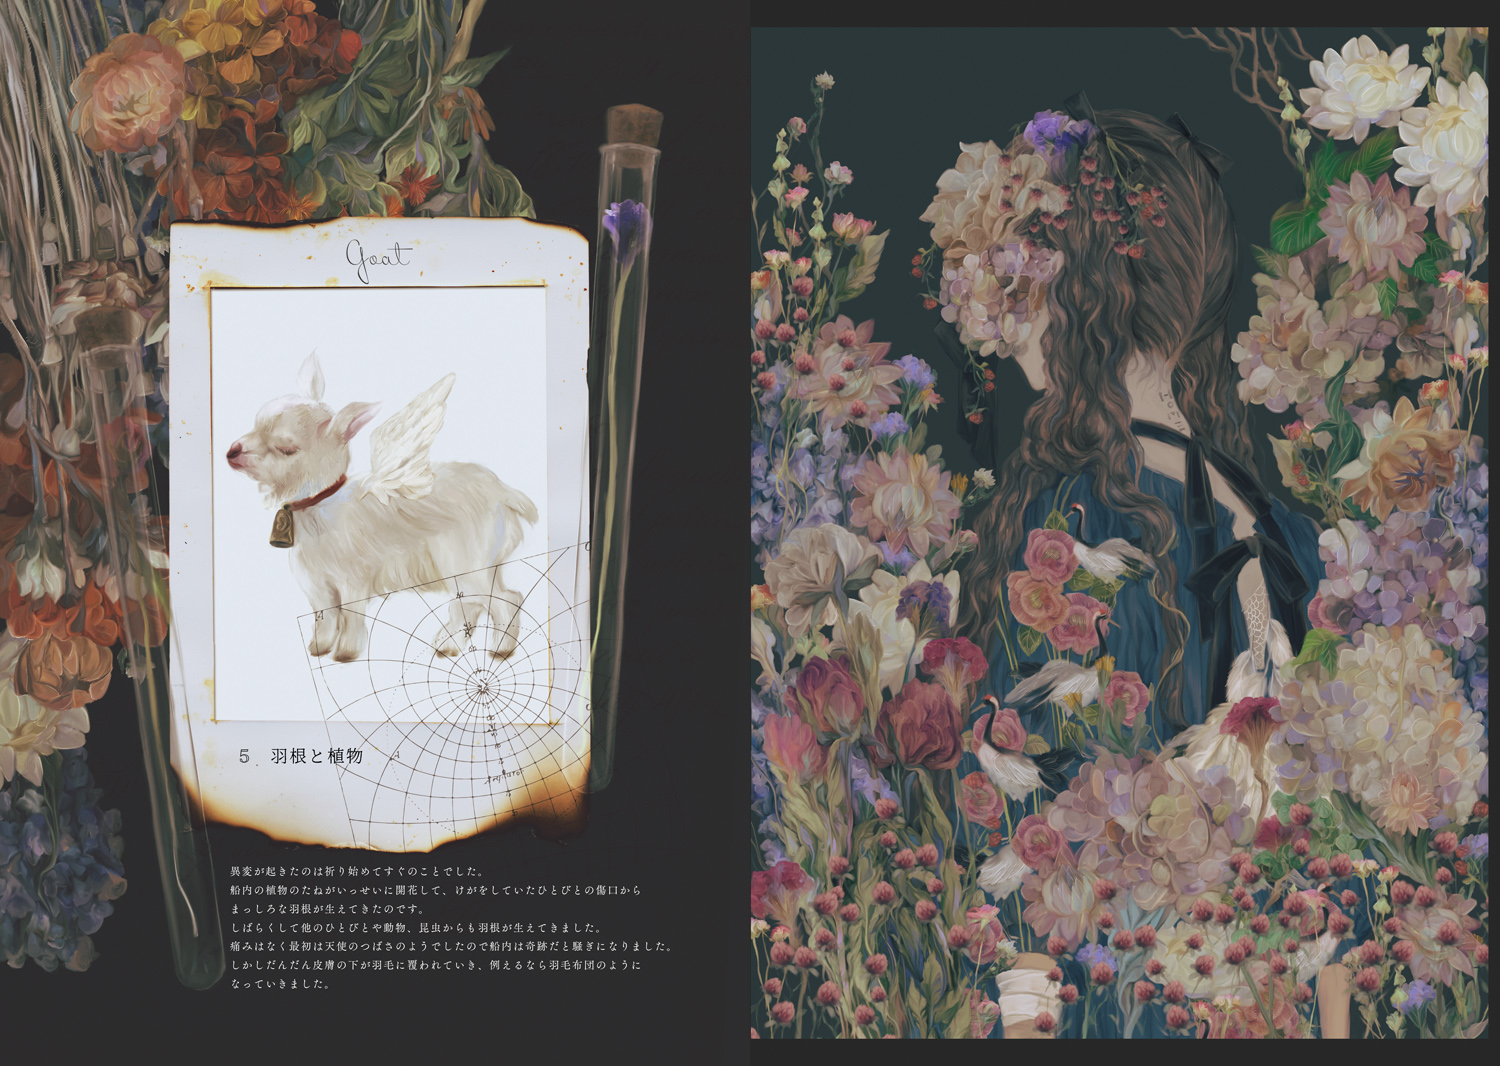 Goat
5 羽根と植物
異変が起きたのは祈り始めてすぐのことでした。
船内の植物のたねがいっせいに開花して、けがをしていたひとびとの傷口から
まっしろな羽根が生えてきたのです。
しばらくして他のひとびとや動物、昆虫からも羽根が生えてきました。
痛みはなく最初は天使のつばさのようでしたので船内は奇跡だと騒ぎになりました。
しかしだんだん皮膚の下が羽毛に覆われていき、例えるなら羽毛布団のように
なっていきました。